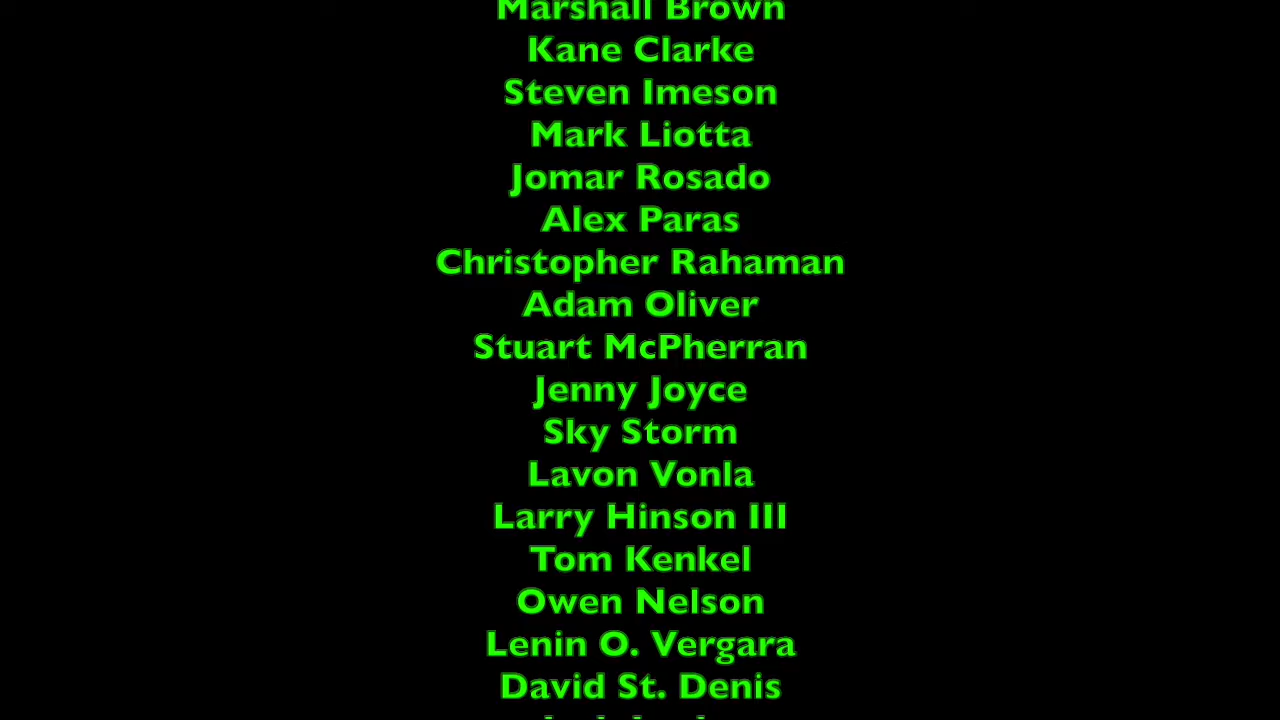 Marshall Brown
Kane Clarke
Steven Imeson
Mark Liotta
Jomar Rosado
Alex Paras
Christopher Rahaman
Adam Oliver
Stuart McPherran
Jenny Joyce
Sky Storm
Lavon Vonla
Larry Hinson III
Tom Kenkel
Owen Nelson
Lenin O. Vergara
David St. Denis